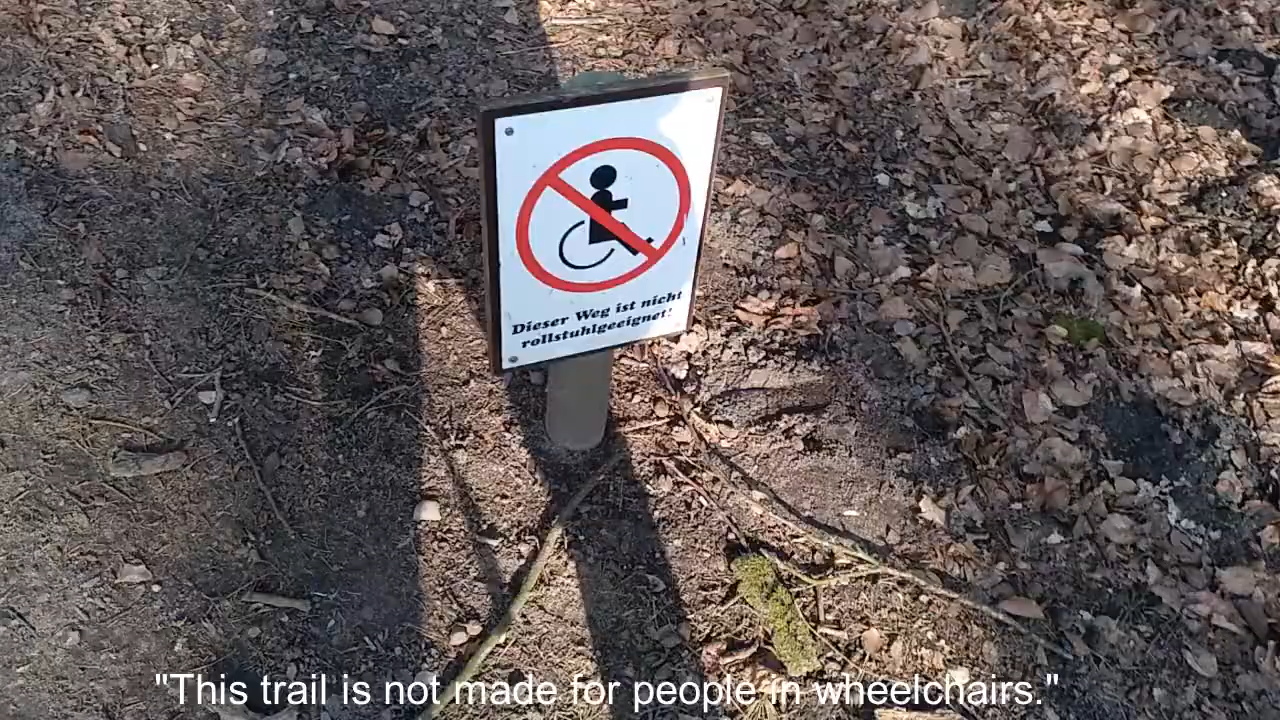 Dieser Weg ist nicht
rollstuhlgeeignet!
"This trail is not made for people in wheelchairs."